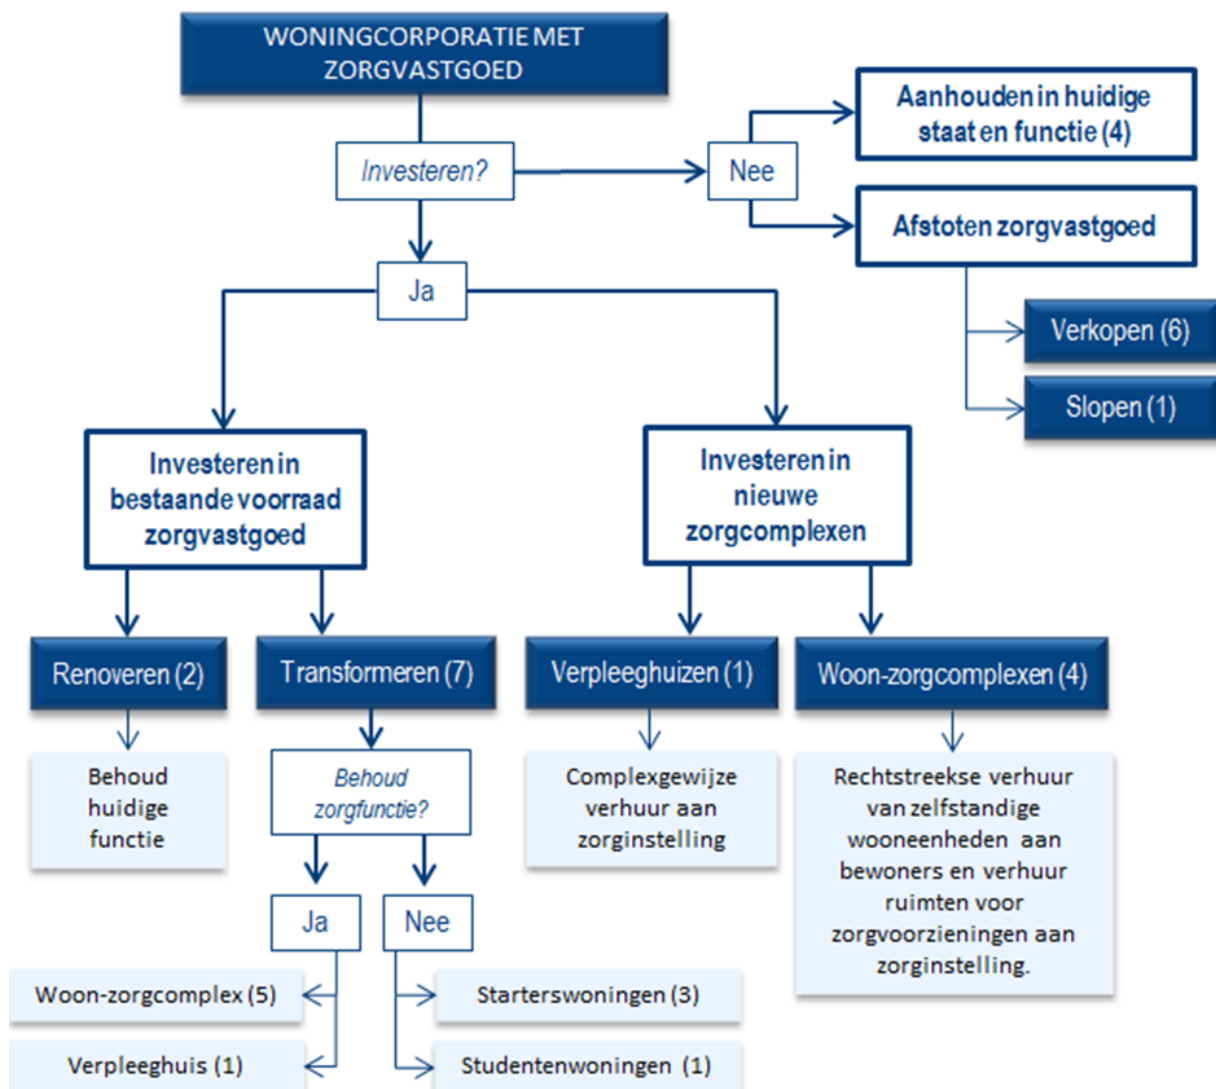 WONINGCORPORATIE MET
ZORGVASTGOED
Investeren?
Nee
Aanhouden in huidige
staat en functie (4)
Afstoten zorgvastgoed
Verkopen (6)
Slopen (1)
Ja
Investeren in
bestaande voorraad
zorgvastgoed
Investeren in
nieuwe
zorgcomplexen
Renoveren (2)
Transformeren (7)
Verpleeghuizen (1)
Woon-zorgcomplexen (4)
Behoud
huidige
functie
Behoud
zorgfunctie?
Complexgewijze
verhuur aan
zorginstelling
Rechtstreekse verhuur
van zelfstandige
wooneenheden aan
bewoners en verhuur
ruimten voor
zorgvoorzieningen aan
zorginstelling.
Ja
Nee
Woon-zorgcomplex (5)
Verpleeghuis (1)
Starterswoningen (3)
Studentenwoningen (1)